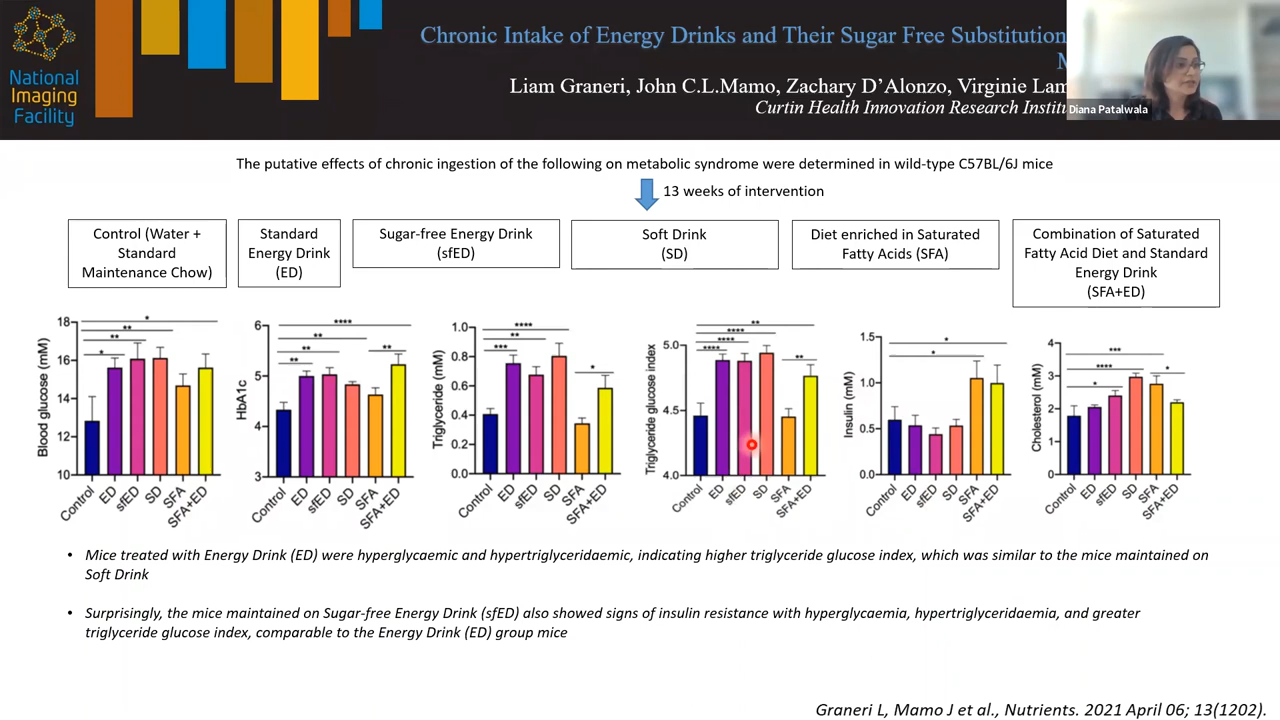 National
Imaging
Facility
Chronic Intake of Energy Drinks and Their Sugar Free Substitution
Liam Graneri, John C.L.Mamo, Zachary D’Alonzo, Virginie Lam
Curtin Health Innovation Research
Diana Patalwala
The putative effects of chronic ingestion of the following on metabolic syndrome were determined in wild-type C57BL/6J mice
13 weeks of intervention
Control (Water +
Standard
Maintenance Chow)
Standard
Energy Drink
(ED)
Sugar-free Energy Drink
(sfED)
Soft Drink
(SD)
Diet enriched in Saturated
Fatty Acids (SFA)
Combination of Saturated
Fatty Acid Diet and Standard
Energy Drink
(SFA+ED)
Blood glucose (mM)
18
16
14
12
10
*
**
**
*
Control
ED
sfED
SD
SFA
SFA+ED
HbA1c
6
5
4
3
****
**
**
**
**
Control
ED
sfED
SD
SFA
SFA+ED
Triglyceride (mM)
1.0
0.8
0.6
0.4
0.2
0.0
****
**
***
*
Control
ED
sfED
SD
SFA
SFA+ED
Triglyceride glucose index
5.0
4.5
4.0
**
****
****
****
**
Control
ED
sfED
SD
SFA
SFA+ED
Insulin (mM)
1.5
1.0
0.5
0.0
*
*
Control
ED
sfED
SD
SFA
SFA+ED
Cholesterol (mM)
4
3
2
1
0
***
****
*
*
Control
ED
sfED
SD
SFA
SFA+ED
• Mice treated with Energy Drink (ED) were hyperglycaemic and hypertriglyceridaemic, indicating higher triglyceride glucose index, which was similar to the mice maintained on
Soft Drink
• Surprisingly, the mice maintained on Sugar-free Energy Drink (sfED) also showed signs of insulin resistance with hyperglycaemia, hypertriglyceridaemia, and greater
triglyceride glucose index, comparable to the Energy Drink (ED) group mice
Graneri L, Mamo J et al., Nutrients. 2021 April 06; 13(1202).